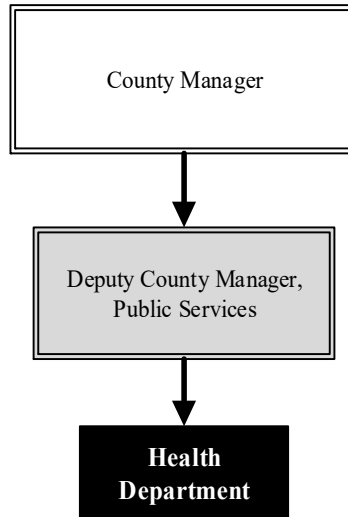 County Manager
Deputy County Manager,
Public Services
Health
Department